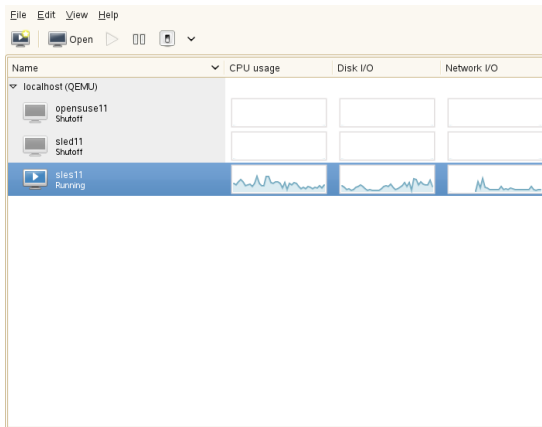 File Edit View Help
Open
Name CPU usage Disk I/O Network I/O
localhost (QEMU)
opensuse11
Shutoff
sled11
Shutoff
sles11
Running